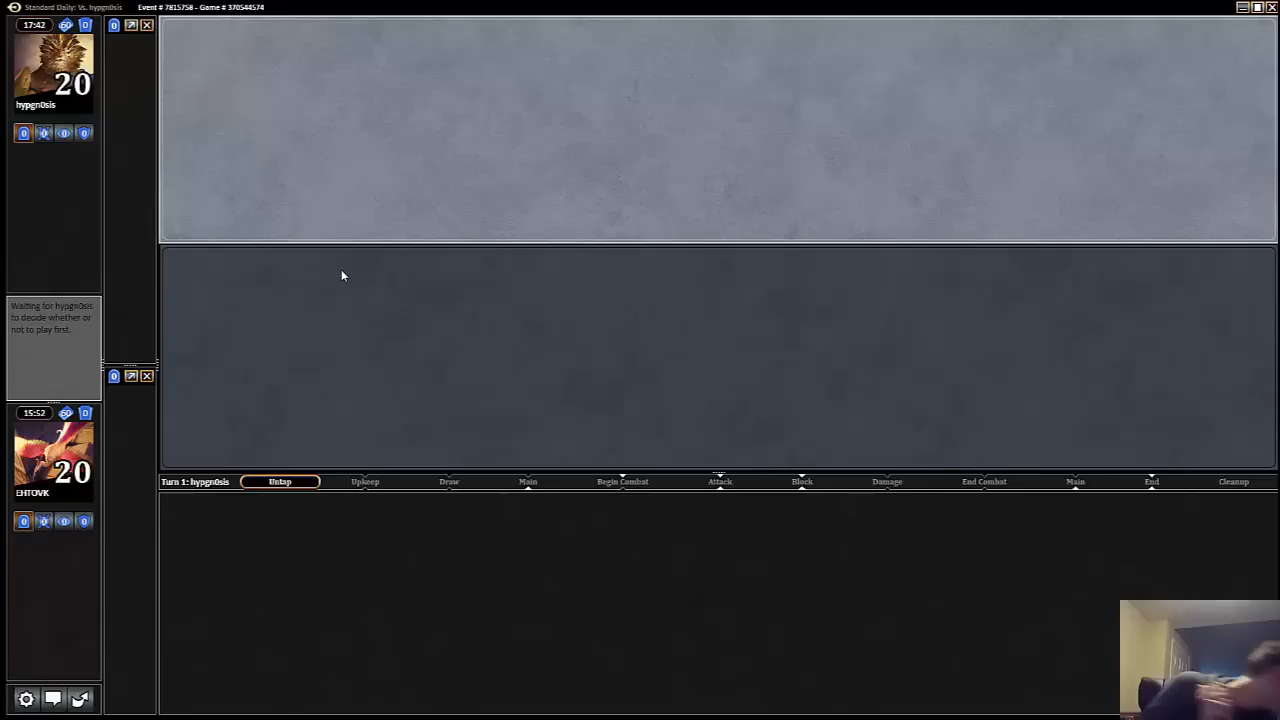 Standard Daily: Vs. hypgn0sis
Event # 7815758 - Game # 370544574
17:42 60 0
20
hypgn0sis
0 0 0 0
0
Waiting for hypgn0sis
to decide whether or
not to play first.
0
15:52 60 0
20
EHTOVK
0 0 0 0
Turn 1: hypgn0sis Untap Upkeep Draw Main Begin Combat Attack Block Damage End Combat Main End Cleanup